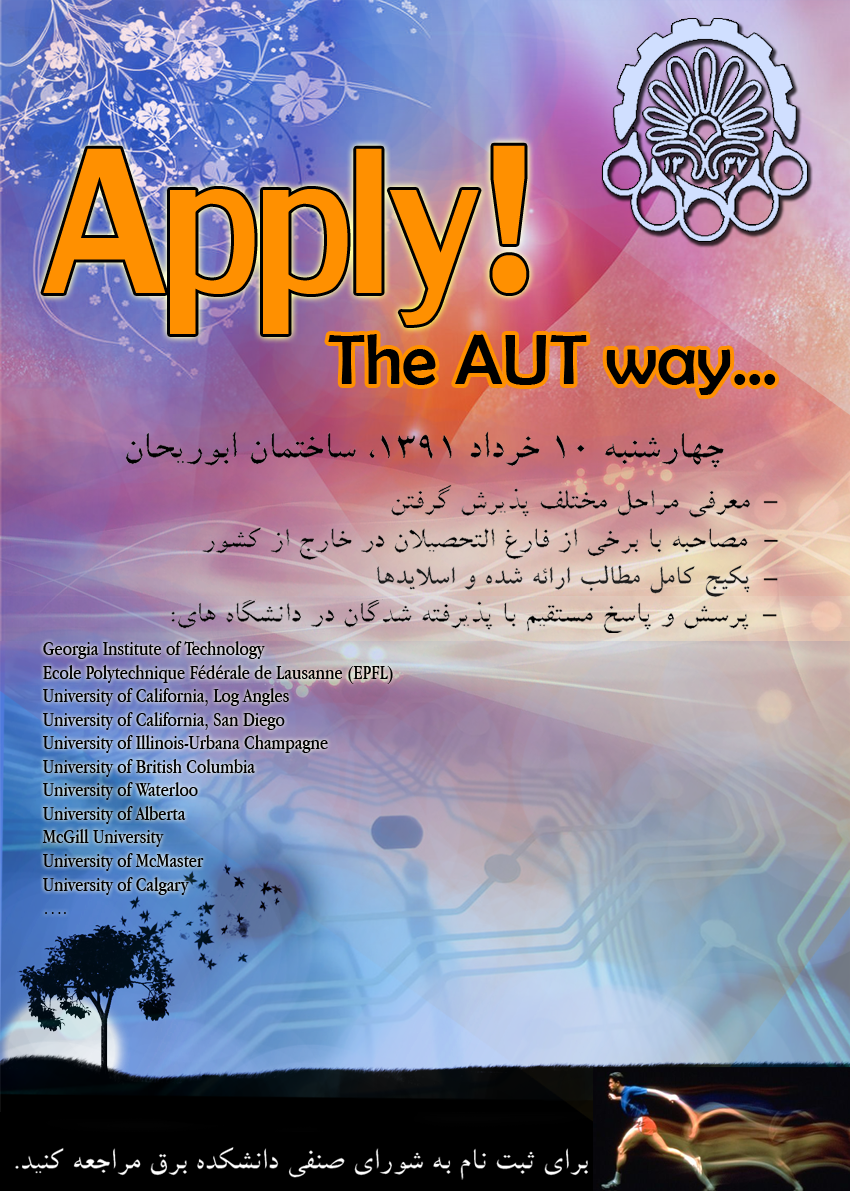 ۱۳ ۳۷
Apply!
The AUT way...
چهارشنبه ۱۰ خرداد ۱۳۹۱، ساختمان ابوریحان
- معرفی مراحل مختلف پذیرش گرفتن
- مصاحبه با برخی از فارغ التحصیلان در خارج از کشور
- پکیج کامل مطالب ارائه شده و اسلایدها
- پرسش و پاسخ مستقیم با پذیرفته شدگان در دانشگاه های:
Georgia Institute of Technology
Ecole Polytechnique Fédérale de Lausanne (EPFL)
University of California, Log Angles
University of California, San Diego
University of Illinois-Urbana Champagne
University of British Columbia
University of Waterloo
University of Alberta
McGill University
University of McMaster
University of Calgary
....
برای ثبت نام به شورای صنفی دانشکده برق مراجعه کنید.